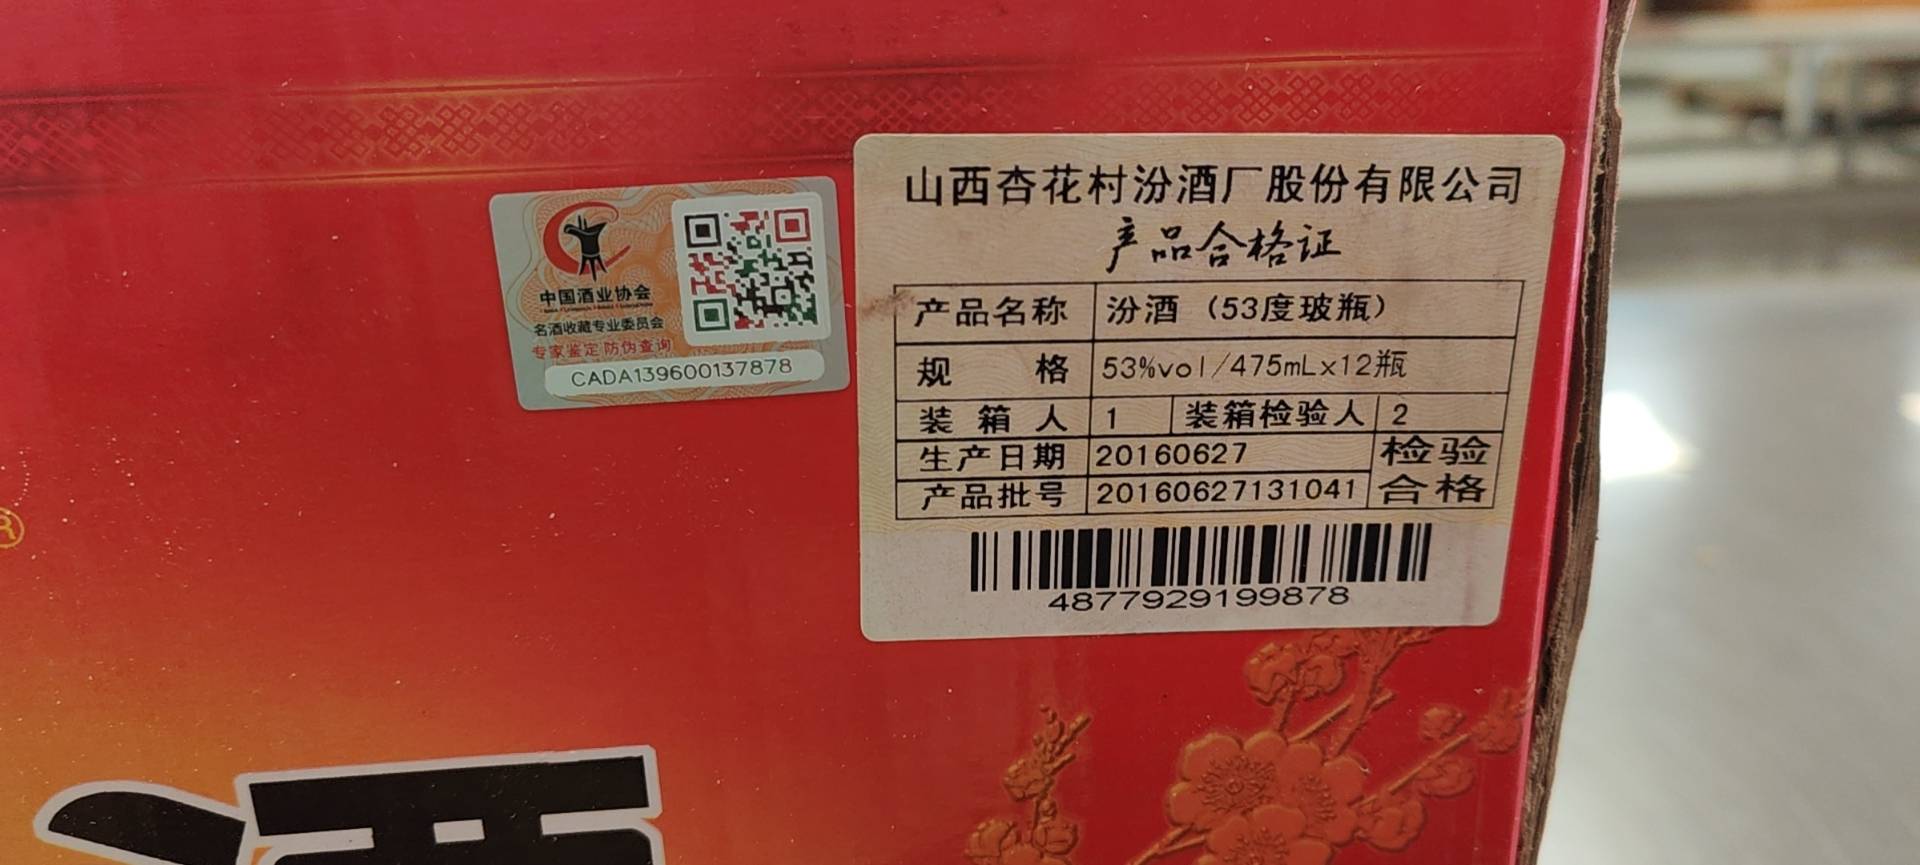 中国酒业协会
名酒收藏专业委员会
专家鉴定 防伪查询
CADA139600137878
山西杏花村汾酒厂股份有限公司
产品合格证
产品名称 汾酒（53度玻瓶）
规 格 53%vol/475mL×12瓶
装箱人 1 装箱检验人 2
生产日期 20160627 检验
产品批号 20160627131041 合格
4877929199878
®
酒